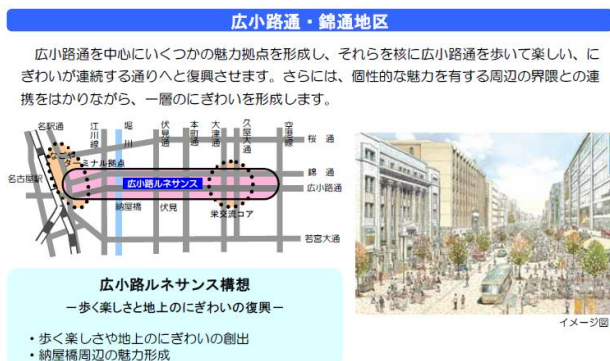 広小路通・錦通地区
広小路通を中心にいくつかの魅力拠点を形成し、それらを核に広小路通を歩いて楽しい、に
ぎわいが連続する通りへと復興させます。さらには、個性的な魅力を有する周辺の界隈との連
携をはかりながら、一層のにぎわいを形成します。
名駅通
江川線
堀川
伏見通
本町通
大津通
久屋大通
空港線
桜通
なごや
ターミナル拠点
錦通
名古屋駅
広小路ルネサンス
広小路通
納屋橋
伏見
栄交流コア
若宮大通
イメージ図
広小路ルネサンス構想
－歩く楽しさと地上のにぎわいの復興－
・歩く楽しさや地上のにぎわいの創出
・納屋橋周辺の魅力形成